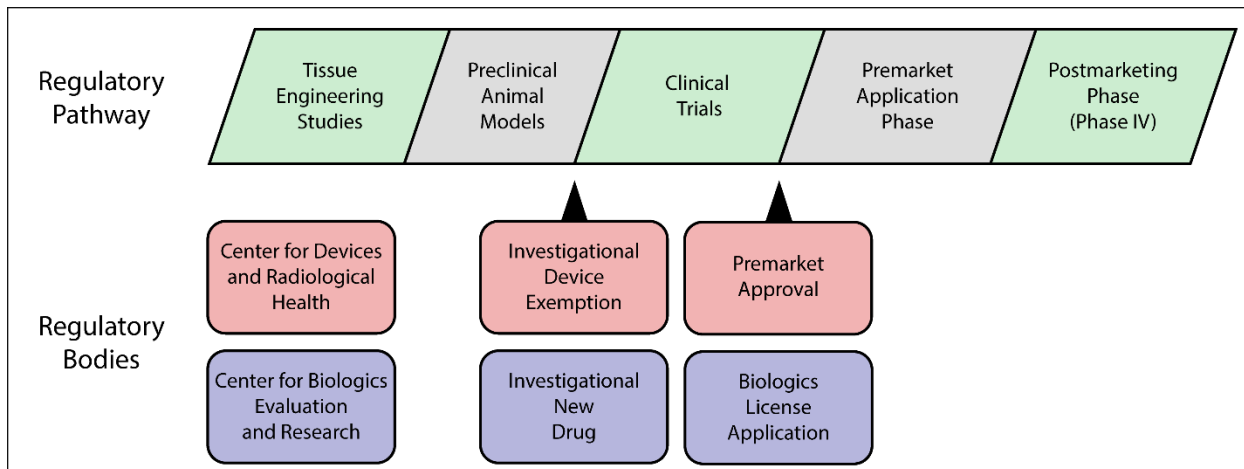 Regulatory
Pathway
Tissue
Engineering
Studies
Preclinical
Animal
Models
Clinical
Trials
Premarket
Application
Phase
Postmarketing
Phase
(Phase IV)
Regulatory
Bodies
Center for Devices
and Radiological
Health
Investigational
Device
Exemption
Premarket
Approval
Center for Biologics
Evaluation
and Research
Investigational
New
Drug
Biologics
License
Application